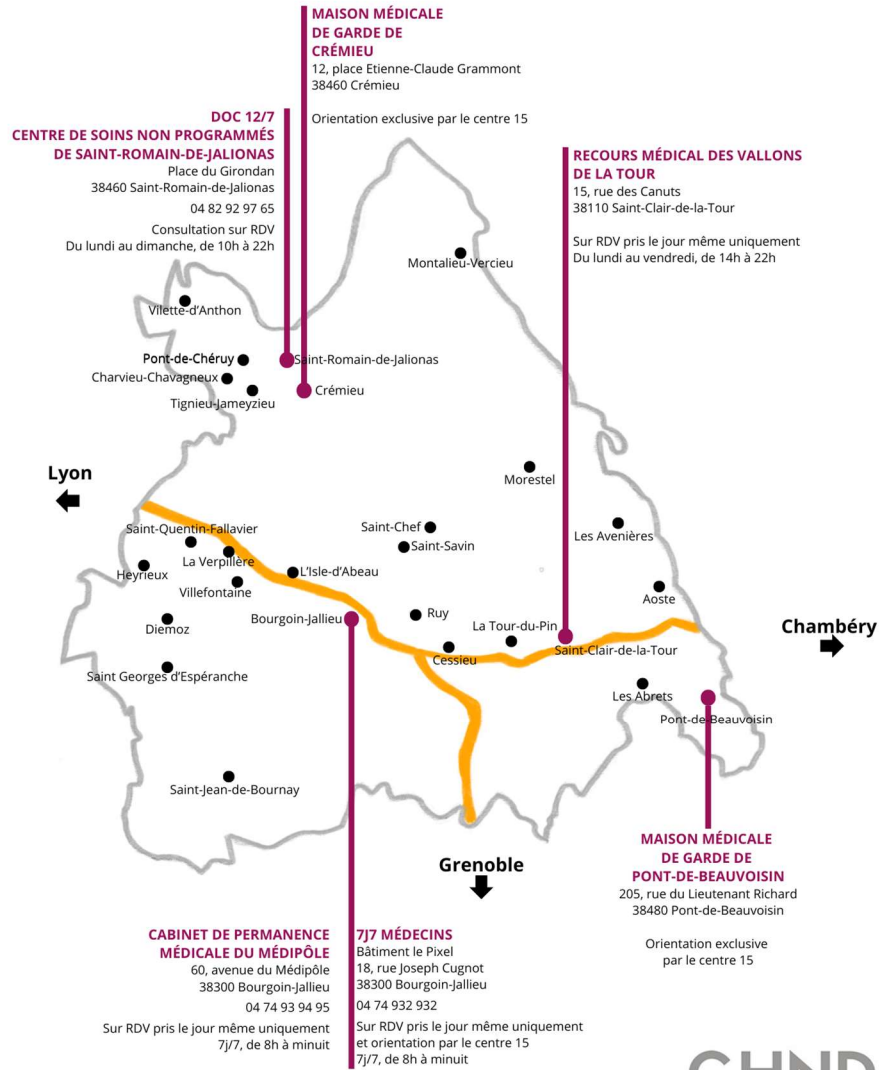 MAISON MÉDICALE
DE GARDE DE
CRÉMIEU
12, place Etienne-Claude Grammont
38460 Crémieu
Orientation exclusive par le centre 15
DOC 12/7
CENTRE DE SOINS NON PROGRAMMÉS
DE SAINT-ROMAIN-DE-JALIONAS
Place du Girondan
38460 Saint-Romain-de-Jalionas
04 82 92 97 65
Consultation sur RDV
Du lundi au dimanche, de 10h à 22h
RECOURS MÉDICAL DES VALLONS
DE LA TOUR
15, rue des Canuts
38110 Saint-Clair-de-la-Tour
Sur RDV pris le jour même uniquement
Du lundi au vendredi, de 14h à 22h
Montalieu-Vercieu
Vilette-d'Anthon
Pont-de-Chéruy
Saint-Romain-de-Jalionas
Charvieu-Chavagneux
Crémieu
Tignieu-Jameyzieu
Lyon
Morestel
Saint-Quentin-Fallavier
Saint-Chef
Les Avenières
Saint-Savin
La Verpillère
Heyrieux
L'Isle-d'Abeau
Villefontaine
Aoste
Bourgoin-Jallieu
Ruy
La Tour-du-Pin
Diemoz
Chambéry
Saint-Clair-de-la-Tour
Cessieu
Saint Georges d'Espéranche
Les Abrets
Pont-de-Beauvoisin
Saint-Jean-de-Bournay
Grenoble
MAISON MÉDICALE
DE GARDE DE
PONT-DE-BEAUVOISIN
205, rue du Lieutenant Richard
38480 Pont-de-Beauvoisin
Orientation exclusive
par le centre 15
CABINET DE PERMANENCE
MÉDICALE DU MÉDIPÔLE
60, avenue du Médipôle
38300 Bourgoin-Jallieu
04 74 93 94 95
Sur RDV pris le jour même uniquement
7j/7, de 8h à minuit
7J7 MÉDECINS
Bâtiment le Pixel
18, rue Joseph Cugnot
38300 Bourgoin-Jallieu
04 74 932 932
Sur RDV pris le jour même uniquement
et orientation par le centre 15
7j/7, de 8h à minuit